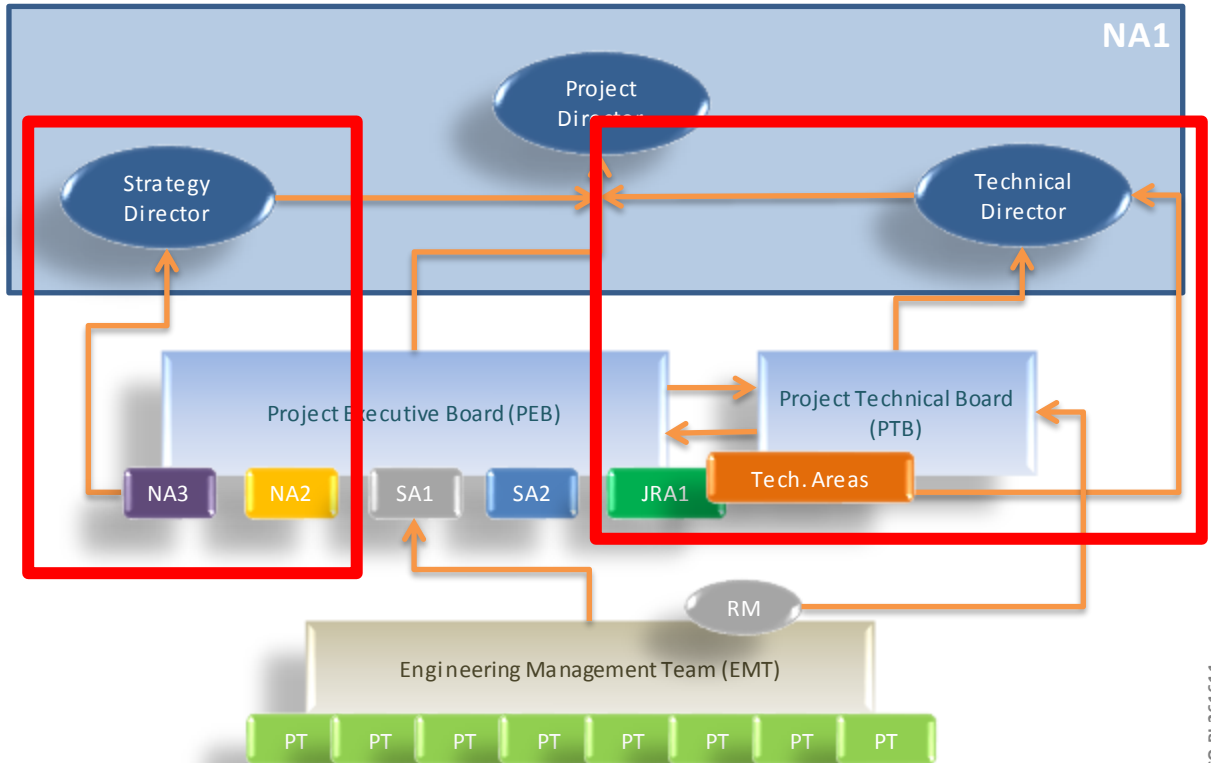 NA1
Project
Director
Strategy
Director
Technical
Director
Project Executive Board (PEB)
Project Technical Board
(PTB)
NA3
NA2
SA1
SA2
JRA1
Tech. Areas
RM
Engineering Management Team (EMT)
PT PT PT PT PT PT PT PT